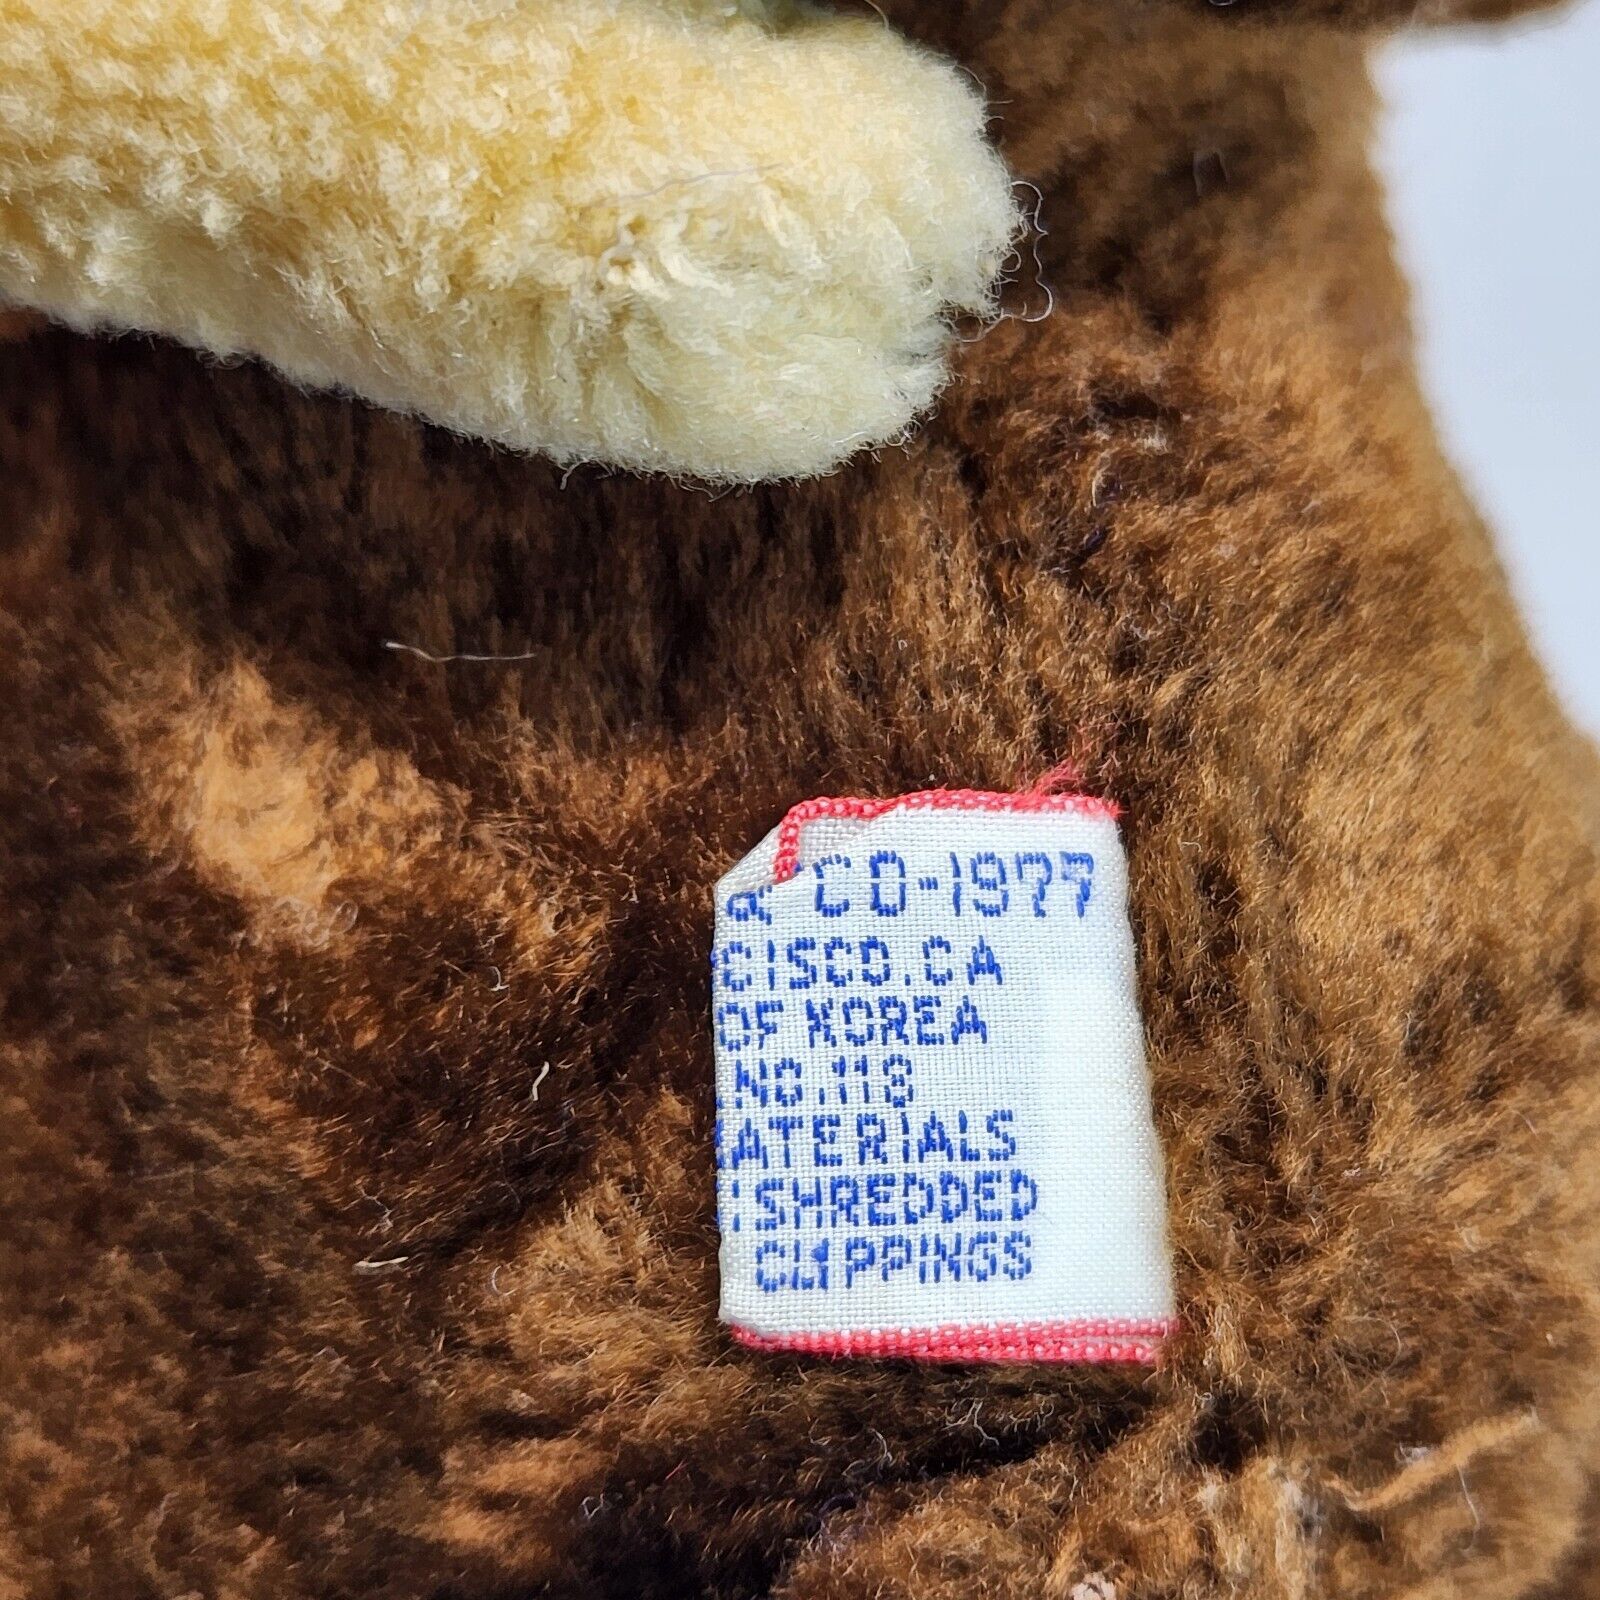 & CO-1977
CISCO.CA
OF KOREA
.NO.118
ATERIALS
SHREDDED
CLIPPINGS